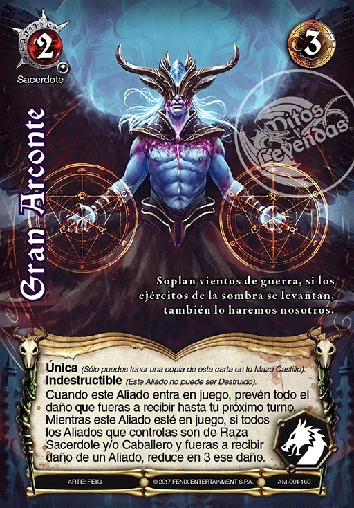 2
3
Sacerdote
Mitos y Leyendas
Gran Arconte
Soplan vientos de guerra, si los
ejércitos de la sombra se levantan,
también lo haremos nosotros.
Única (Sólo puedes tener una copia de esta carta en tu Mazo Castillo).
Indestructible (Este Aliado no puede ser Destruido).
Cuando este Aliado entra en juego, prevén todo el
daño que fueras a recibir hasta tu próximo turno.
Mientras este Aliado esté en juego, si todos
los Aliados que controlas son de Raza
Sacerdote y/o Caballero y fueras a recibir
daño de un Aliado, reduce en 3 ese daño.
© 2017 FENIX ENTERTAINMENT S.P.A.